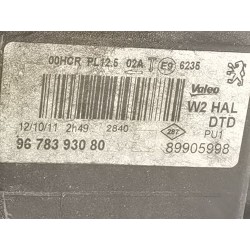 00HCR PL12.5 02A E9 6235
Valeo
W2 HAL
DTD
PU1
12/10/11 2h49 2840
287
96 783 930 80
89905998